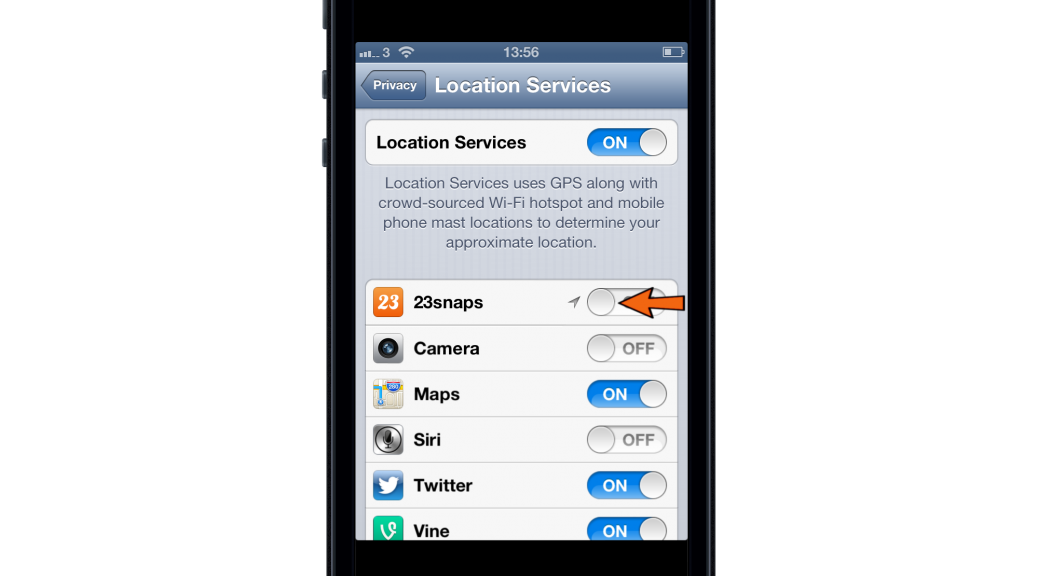 3 13:56
Privacy Location Services
Location Services ON
Location Services uses GPS along with
crowd-sourced Wi-Fi hotspot and mobile
phone mast locations to determine your
approximate location.
23 23snaps
Camera OFF
280 Maps ON
Siri OFF
Twitter ON
Vine ON